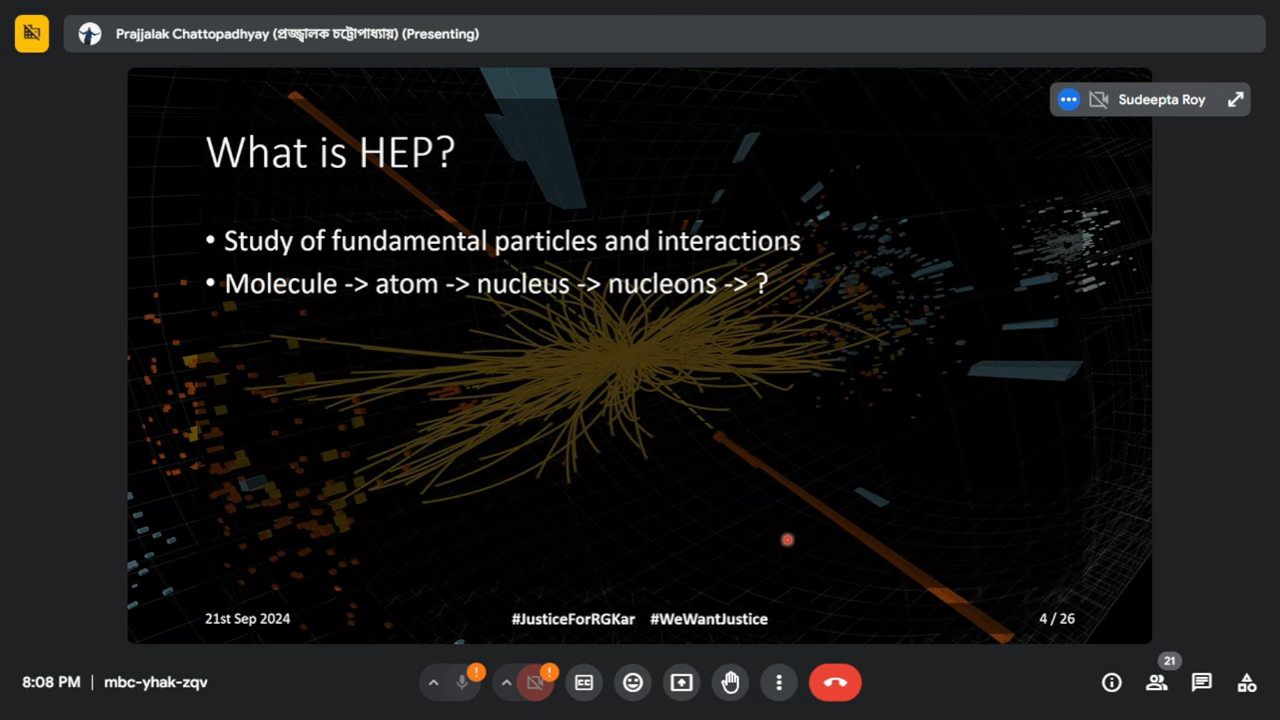 Prajjalak Chattopadhyay (প্রজ্জ্বালক চট্টোপাধ্যায়) (Presenting)
Sudeepta Roy
What is HEP?
• Study of fundamental particles and interactions
• Molecule -> atom -> nucleus -> nucleons -> ?
21st Sep 2024 #JusticeForRGKar #WeWantJustice 4 / 26
21
8:08 PM | mbc-yhak-zqv